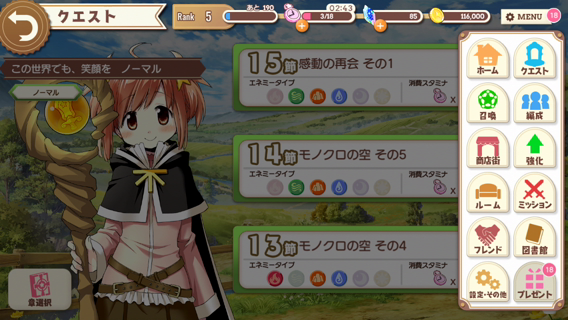 クエスト
Rank 5
あと 190
02:43
3/18
85
116,000
MENU 18
この世界でも、笑顔を ノーマル
ノーマル
15節 感動の再会 その1
エネミータイプ
消費スタミナ
X
14節 モノクロの空 その5
エネミータイプ
消費スタミナ
X
13節 モノクロの空 その4
エネミータイプ
消費スタミナ
X
章選択
ホーム
クエスト
召喚
編成
商店街
強化
ルーム
ミッション
フレンド
図書館
設定・その他
プレゼント
18